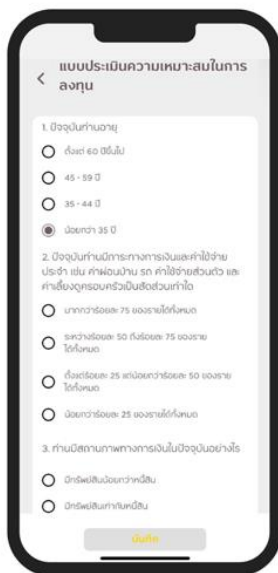 แบบประเมินความเหมาะสมในการ
ลงทุน
1. ปัจจุบันท่านอายุ
ตั้งแต่ 60 ปีขึ้นไป
45 - 59 ปี
35 - 44 ปี
น้อยกว่า 35 ปี
2. ปัจจุบันท่านมีภาระทางการเงินและค่าใช้จ่าย
ประจำ เช่น ค่าผ่อนบ้าน รถ ค่าใช้จ่ายส่วนตัว และ
ค่าเลี้ยงดูครอบครัวเป็นสัดส่วนเท่าใด
มากกว่าร้อยละ 75 ของรายได้ทั้งหมด
ระหว่างร้อยละ 50 ถึงร้อยละ 75 ของราย
ได้ทั้งหมด
ตั้งแต่ร้อยละ 25 แต่น้อยกว่าร้อยละ 50 ของราย
ได้ทั้งหมด
น้อยกว่าร้อยละ 25 ของรายได้ทั้งหมด
3. ท่านมีสถานภาพทางการเงินในปัจจุบันอย่างไร
มีทรัพย์สินน้อยกว่าหนี้สิน
มีทรัพย์สินเท่ากับหนี้สิน
บันทึก